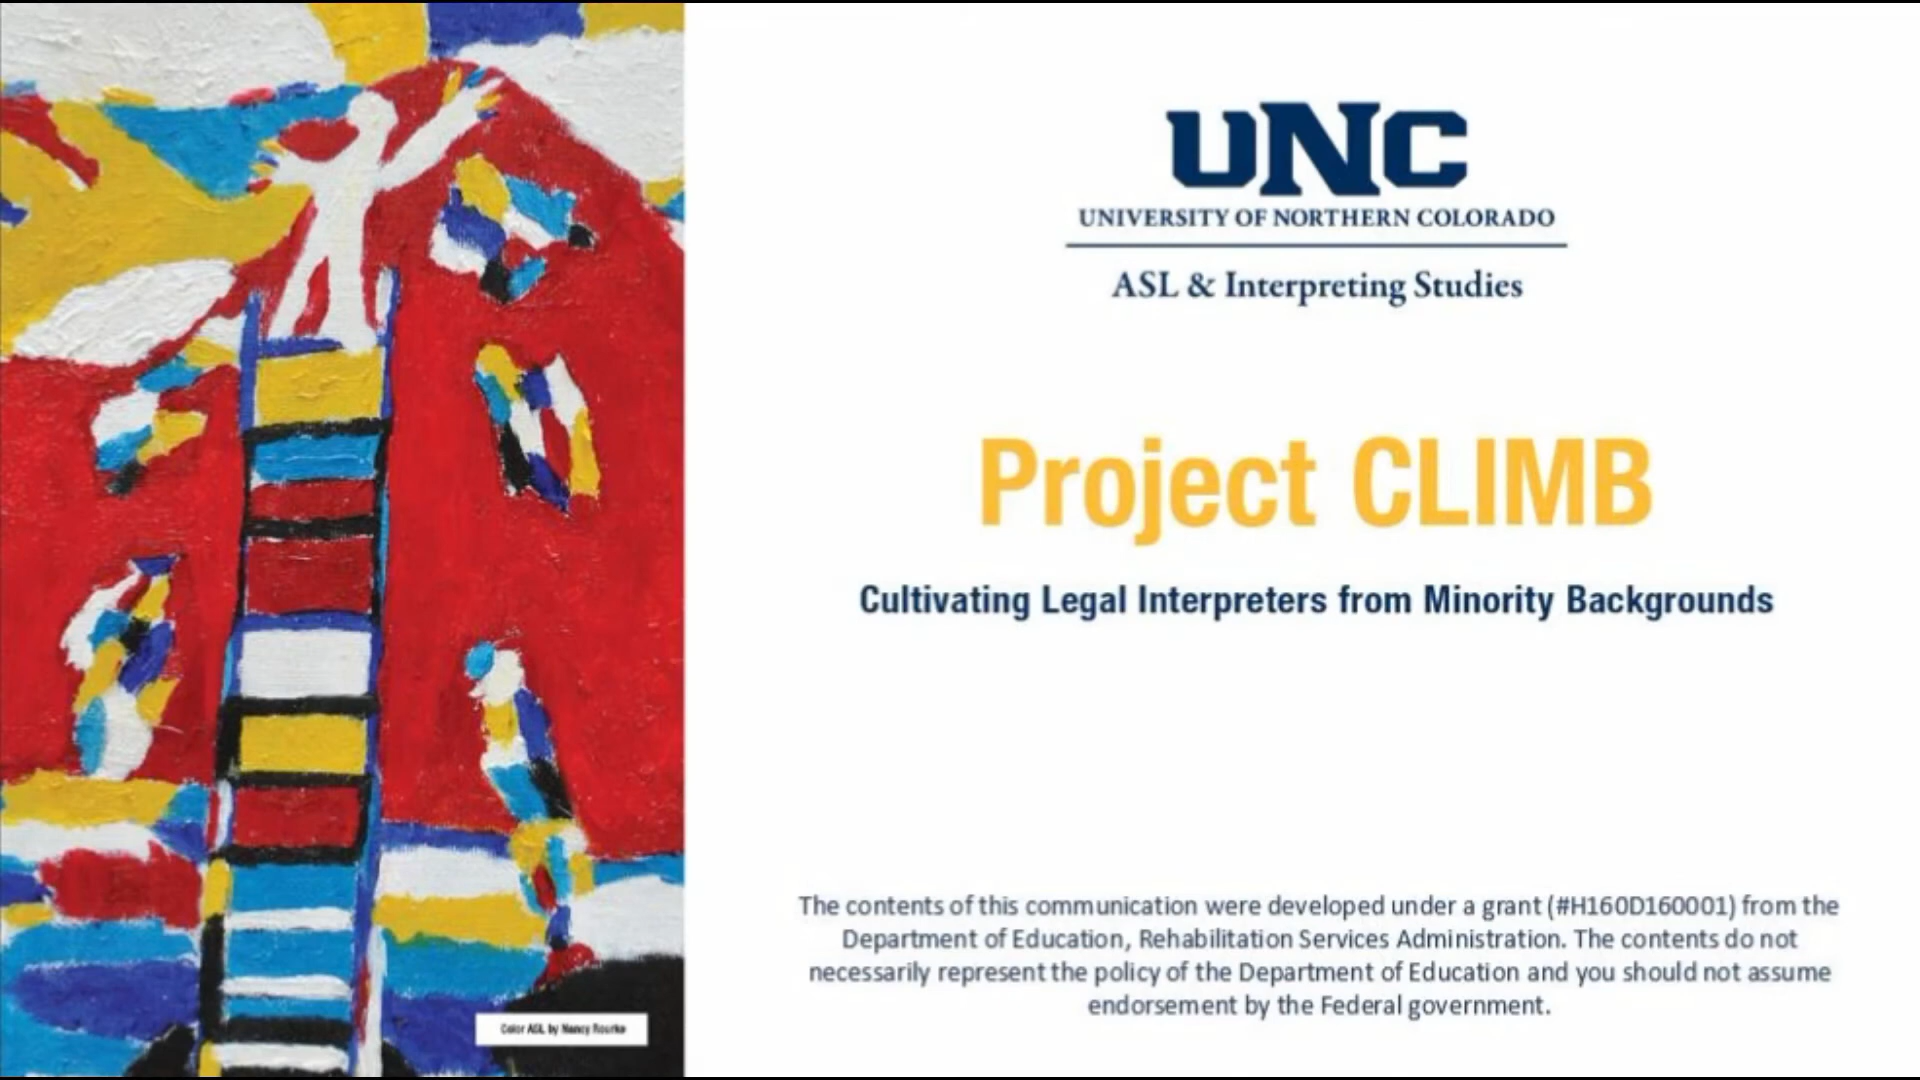 UNC
UNIVERSITY OF NORTHERN COLORADO
ASL & Interpreting Studies
Project CLIMB
Cultivating Legal Interpreters from Minority Backgrounds
The contents of this communication were developed under a grant (#H160D160001) from the
Department of Education, Rehabilitation Services Administration. The contents do not
necessarily represent the policy of the Department of Education and you should not assume
endorsement by the Federal government.
Color ASL by Nancy Rourke